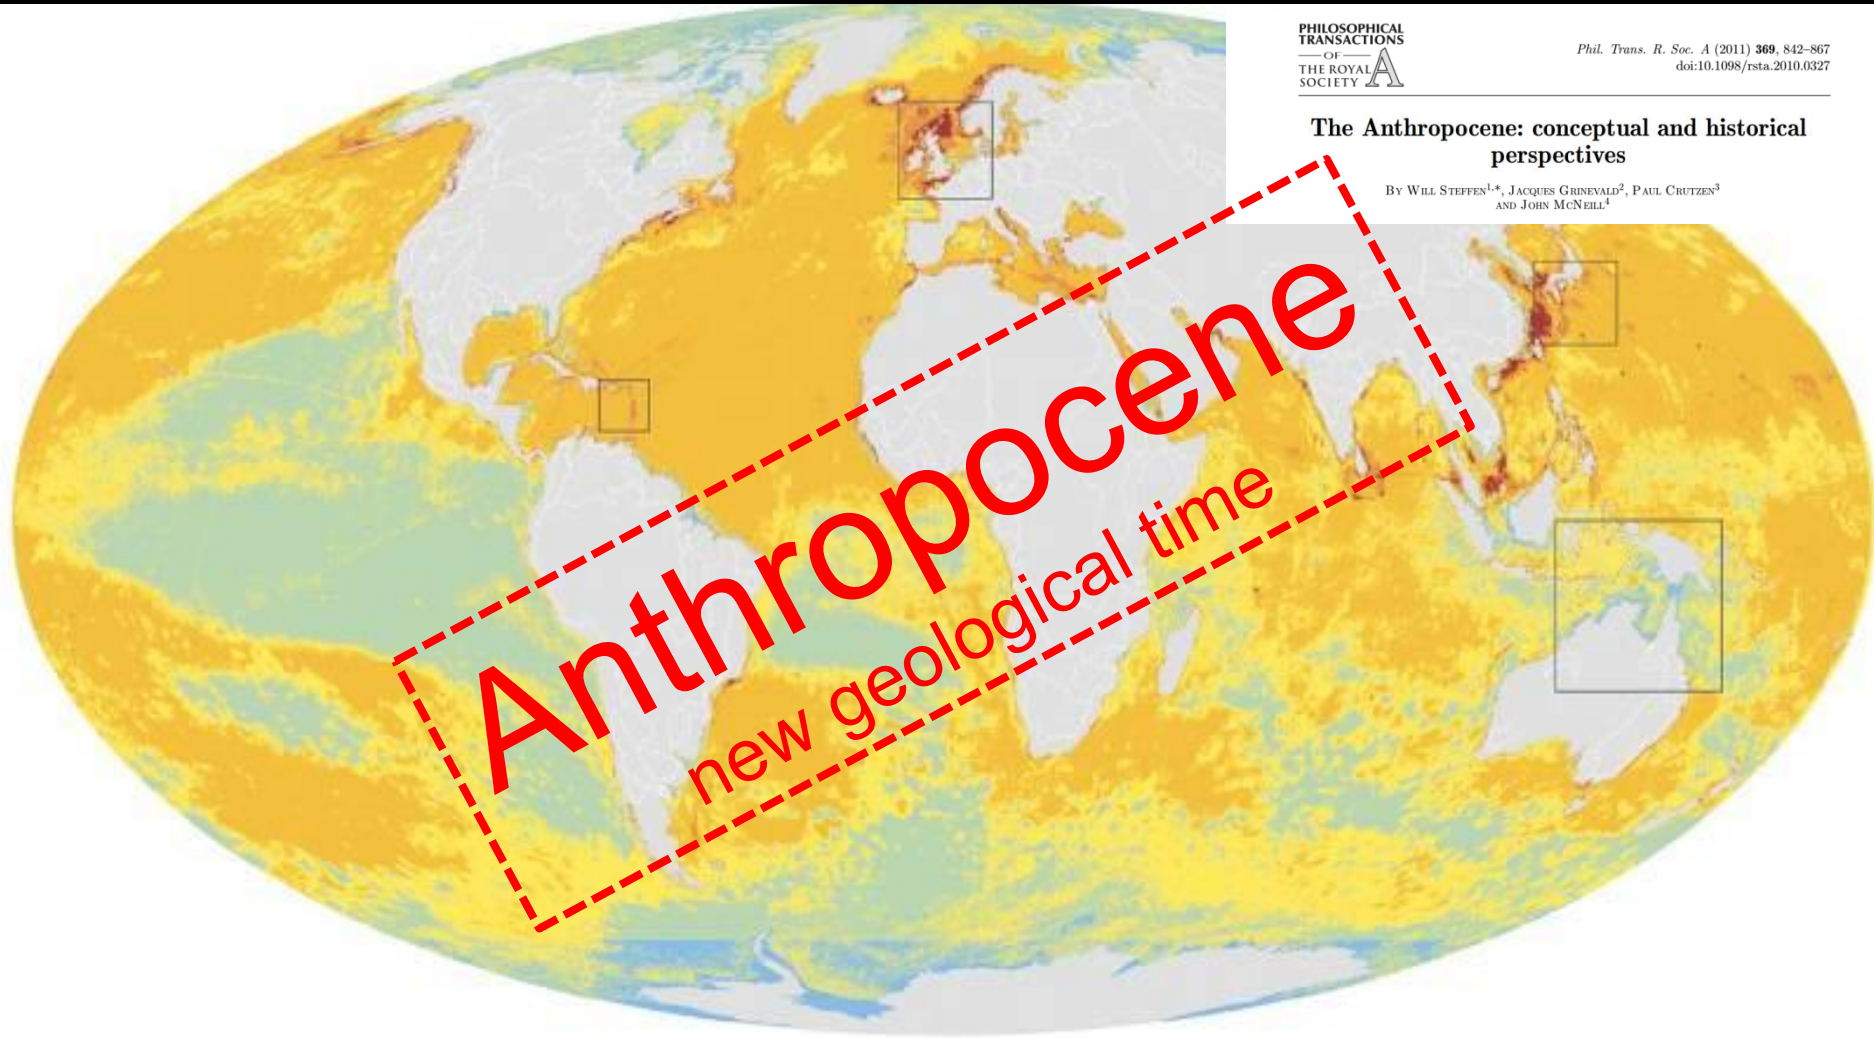 PHILOSOPHICAL
TRANSACTIONS
OF
THE ROYAL
SOCIETY A
Phil. Trans. R. Soc. A (2011) 369, 842–867
doi:10.1098/rsta.2010.0327
The Anthropocene: conceptual and historical
perspectives
By Will Steffen1,*, Jacques Grinevald2, Paul Crutzen3
and John McNeill4
Anthropocene
new geological time